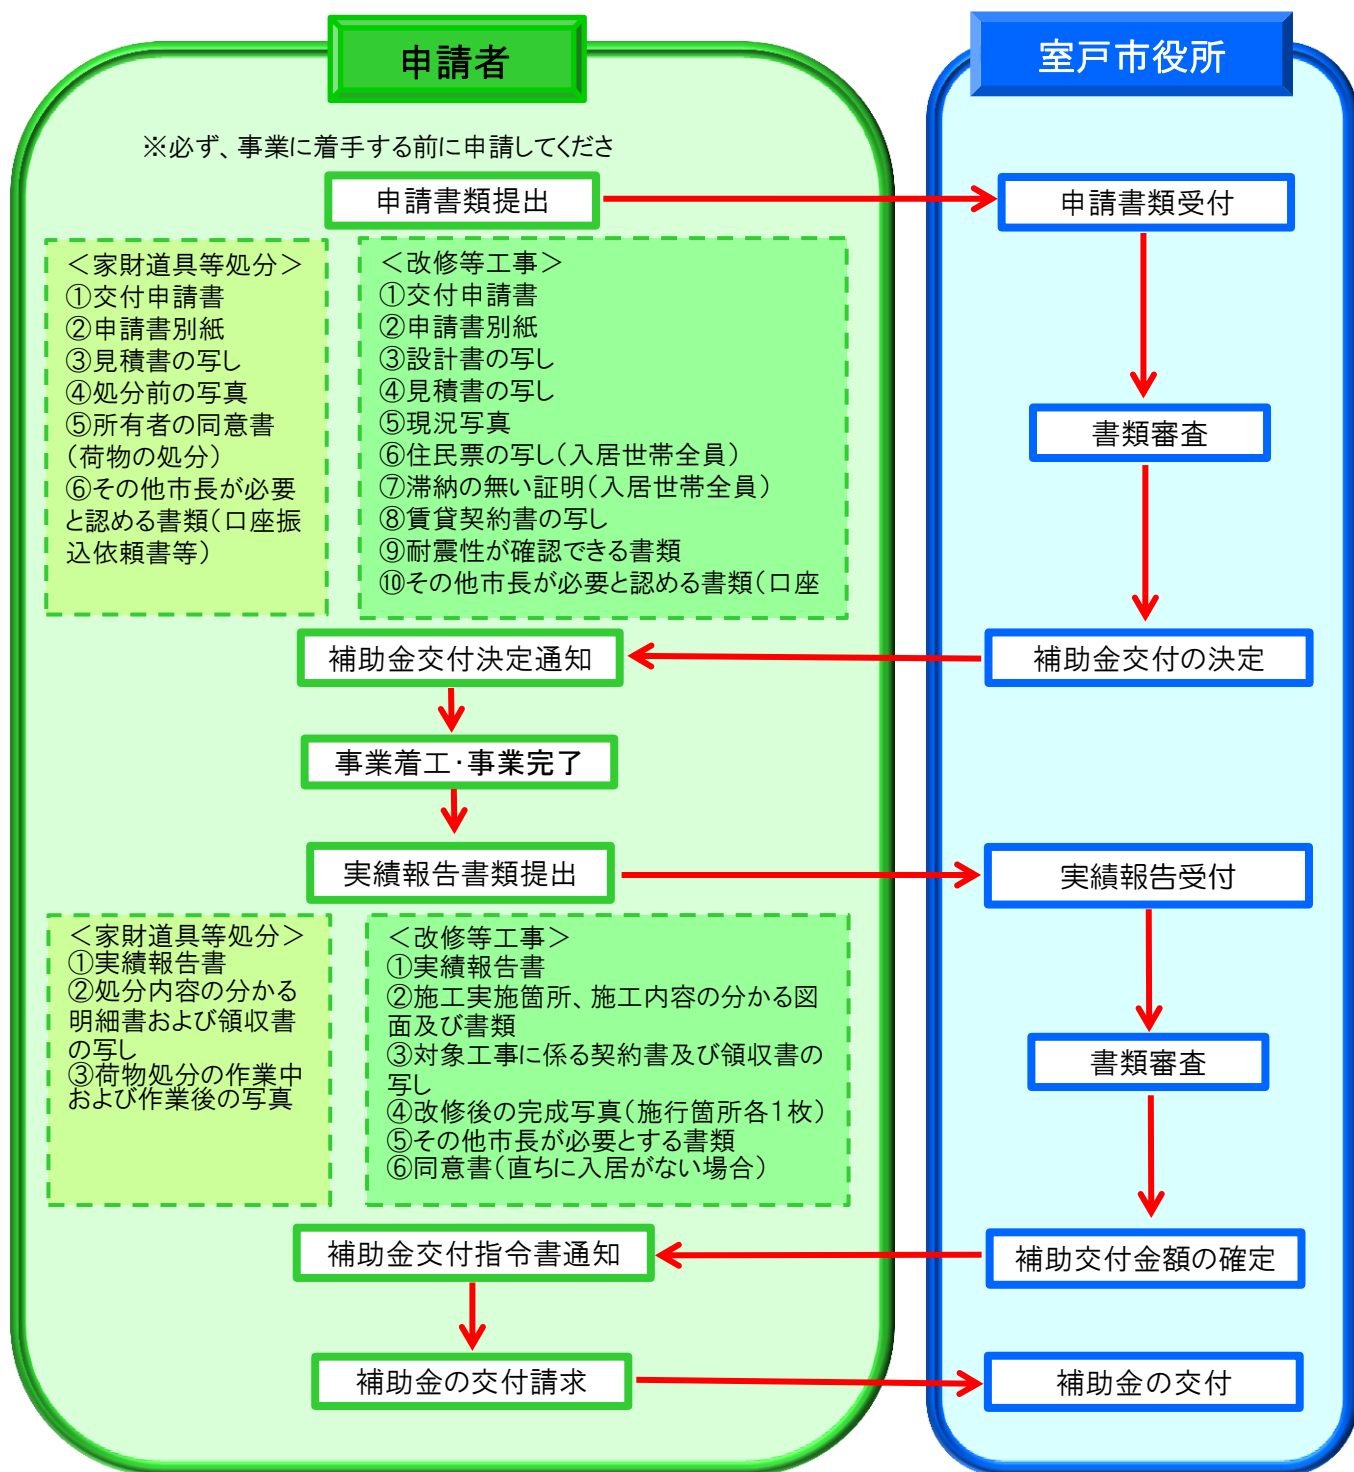 申請者
室戸市役所
※必ず、事業に着手する前に申請してくださ
申請書類提出
申請書類受付
＜家財道具等処分＞
①交付申請書
②申請書別紙
③見積書の写し
④処分前の写真
⑤所有者の同意書
（荷物の処分）
⑥その他市長が必要
と認める書類（口座振
込依頼書等）
＜改修等工事＞
①交付申請書
②申請書別紙
③設計書の写し
④見積書の写し
⑤現況写真
⑥住民票の写し（入居世帯全員）
⑦滞納の無い証明（入居世帯全員）
⑧賃貸契約書の写し
⑨耐震性が確認できる書類
⑩その他市長が必要と認める書類（口座
書類審査
補助金交付決定通知
補助金交付の決定
事業着工・事業完了
実績報告書類提出
実績報告受付
＜家財道具等処分＞
①実績報告書
②処分内容の分かる
明細書および領収書
の写し
③荷物処分の作業中
および作業後の写真
＜改修等工事＞
①実績報告書
②施工実施箇所、施工内容の分かる図
面及び書類
③対象工事に係る契約書及び領収書の
写し
④改修後の完成写真（施行箇所各１枚）
⑤その他市長が必要とする書類
⑥同意書（直ちに入居がない場合）
書類審査
補助金交付指令書通知
補助交付金額の確定
補助金の交付請求
補助金の交付